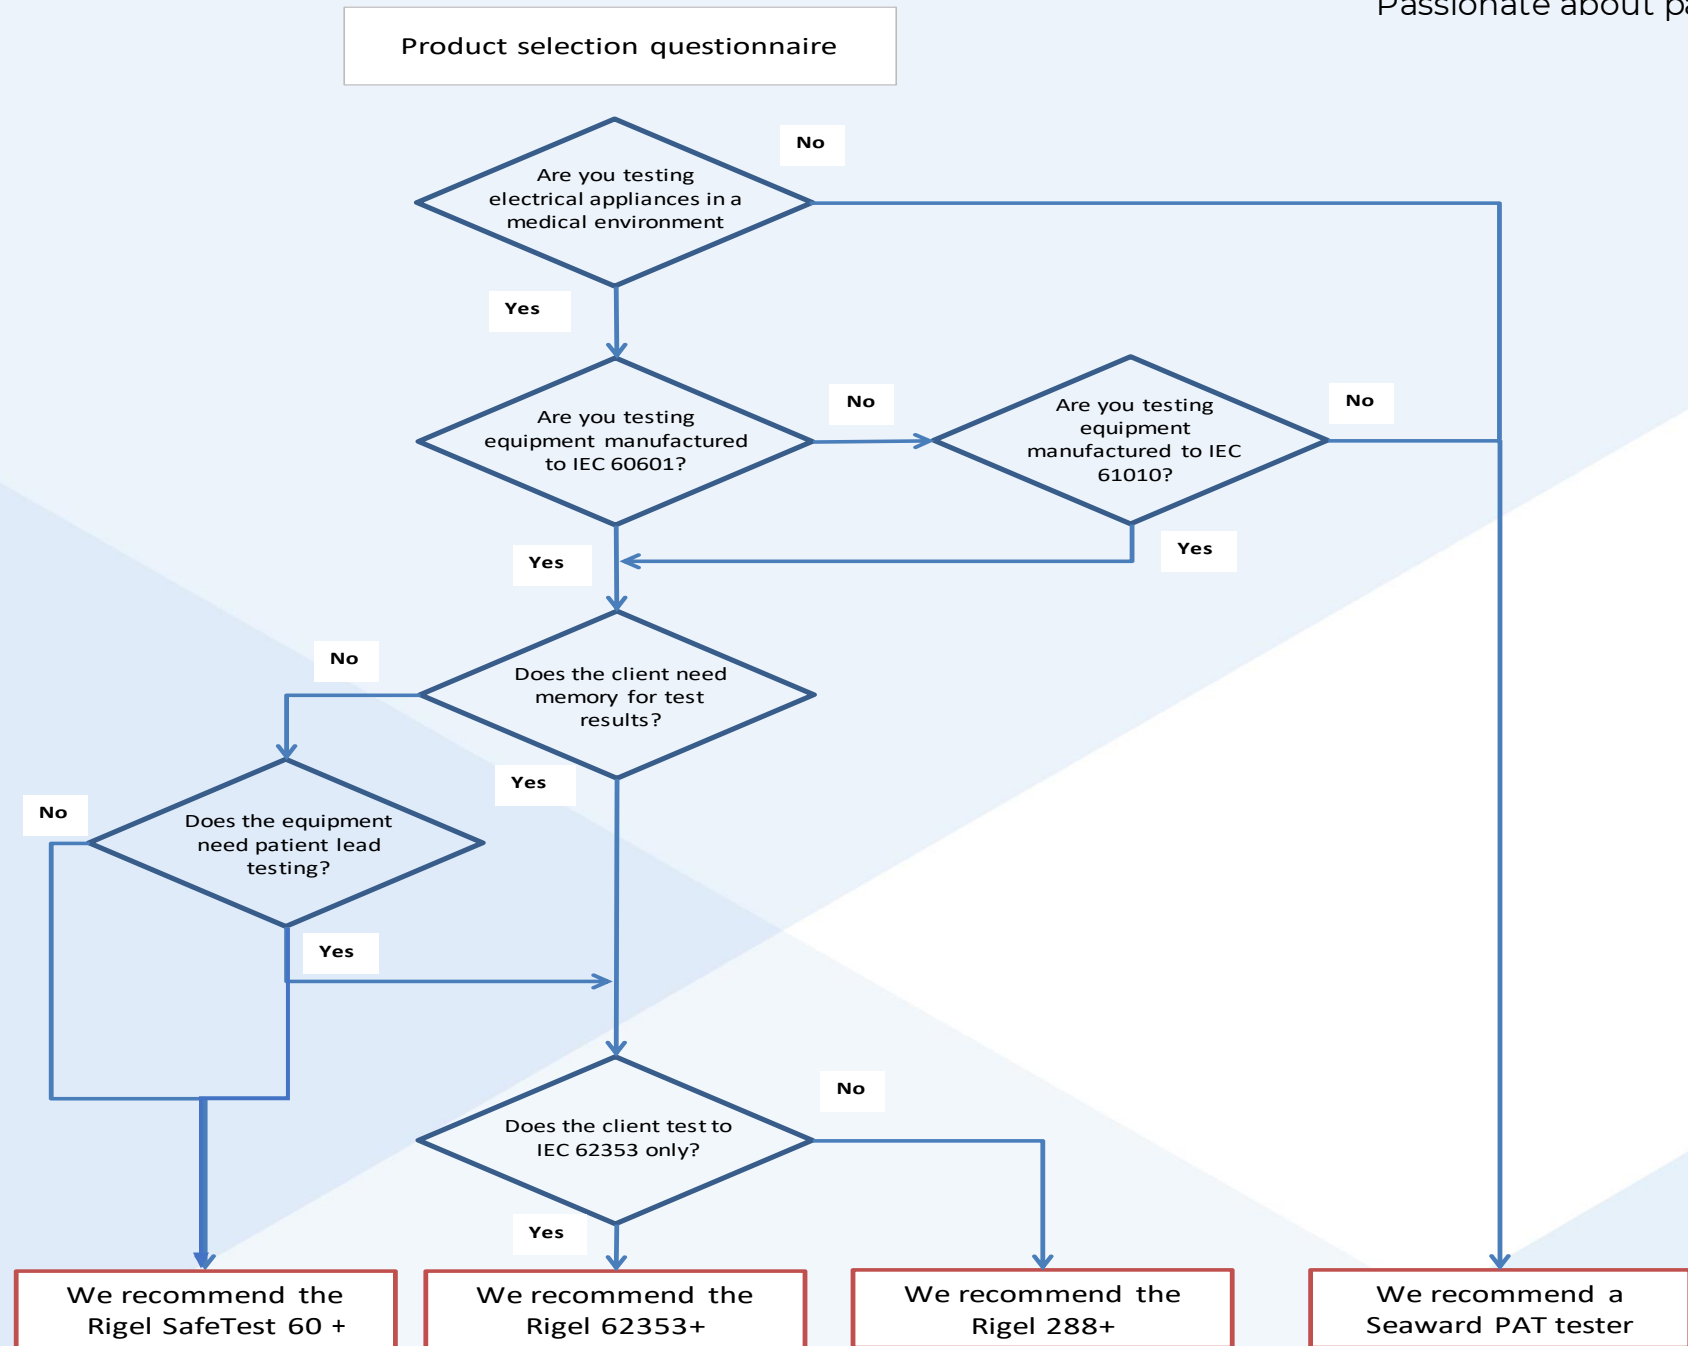 Passionate about pa
Product selection questionnaire
No
Are you testing
electrical appliances in a
medical environment
Yes
Are you testing
equipment manufactured
to IEC 60601?
No
Are you testing
equipment
manufactured to IEC
61010?
No
Yes
Yes
Does the client need
memory for test
results?
No
Yes
Does the equipment
need patient lead
testing?
No
Yes
Does the client test to
IEC 62353 only?
No
Yes
We recommend the
Rigel SafeTest 60 +
We recommend the
Rigel 62353+
We recommend the
Rigel 288+
We recommend a
Seaward PAT tester